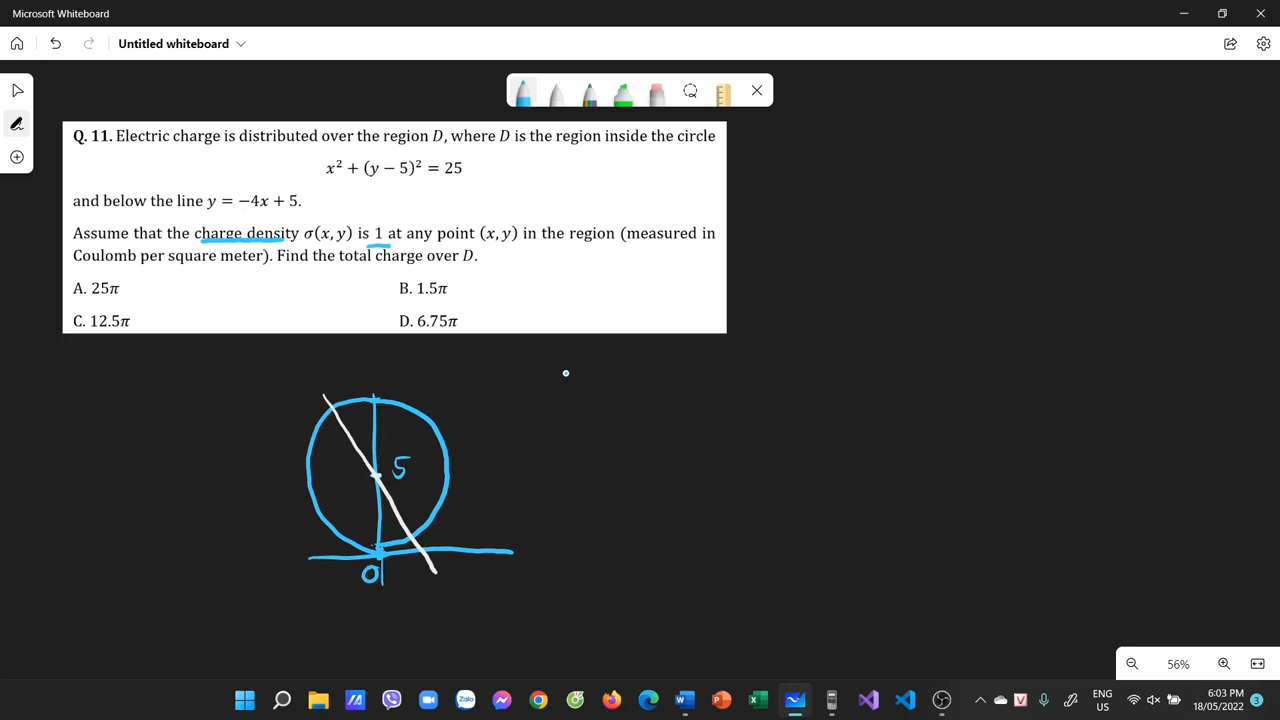 Microsoft Whiteboard
Untitled whiteboard
Q. 11. Electric charge is distributed over the region D, where D is the region inside the circle
x² + (y − 5)² = 25
and below the line y = −4x + 5.
Assume that the charge density σ(x, y) is 1 at any point (x, y) in the region (measured in
Coulomb per square meter). Find the total charge over D.
A. 25π B. 1.5π
C. 12.5π D. 6.75π
5
0
56%
Zalo
ENG
US
6:03 PM
18/05/2022
3